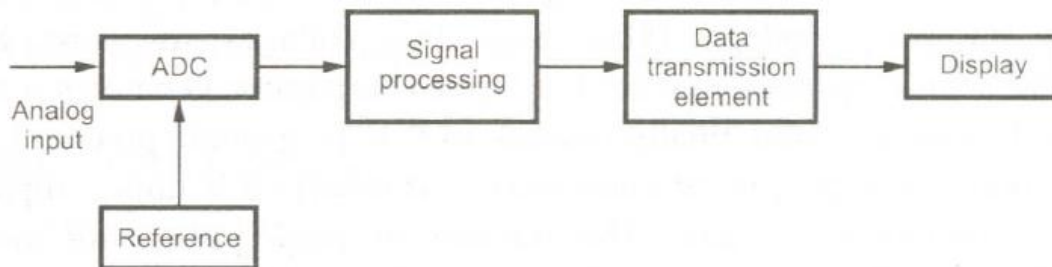 Analog
input
ADC
Reference
Signal
processing
Data
transmission
element
Display